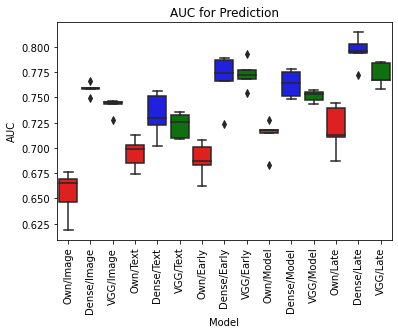 AUC for Prediction
AUC
0.800
0.775
0.750
0.725
0.700
0.675
0.650
0.625
Own/Image
Dense/Image
VGG/Image
Own/Text
Dense/Text
VGG/Text
Own/Early
Dense/Early
VGG/Early
Own/Model
Dense/Model
VGG/Model
Own/Late
Dense/Late
VGG/Late
Model